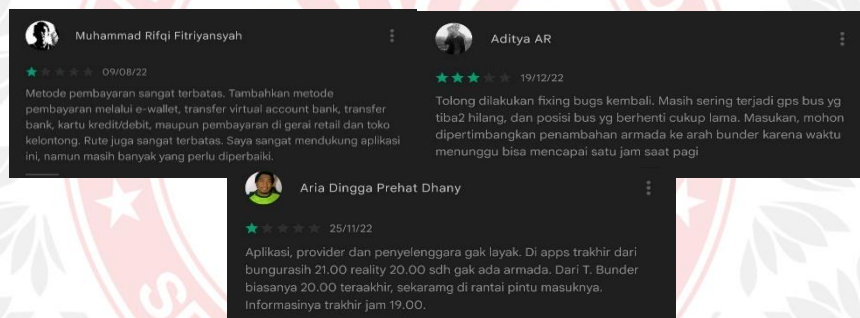 Muhammad Rifqi Fitriyansyah
09/08/22
Metode pembayaran sangat terbatas. Tambahkan metode
pembayaran melalui e-wallet, transfer virtual account bank, transfer
bank, kartu kredit/debit, maupun pembayaran di gerai retail dan toko
kelontong. Rute juga sangat terbatas. Saya sangat mendukung aplikasi
ini, namun masih banyak yang perlu diperbaiki.
Aditya AR
19/12/22
Tolong dilakukan fixing bugs kembali. Masih sering terjadi gps bus yg
tiba2 hilang, dan posisi bus yg berhenti cukup lama. Masukan, mohon
dipertimbangkan penambahan armada ke arah bunder karena waktu
menunggu bisa mencapai satu jam saat pagi
Aria Dingga Prehat Dhany
25/11/22
Aplikasi, provider dan penyelenggara gak layak. Di apps trakhir dari
bungurasih 21.00 reality 20.00 sdh gak ada armada. Dari T. Bunder
biasanya 20.00 teraakhir, sekaramg di rantai pintu masuknya.
Informasinya trakhir jam 19.00.